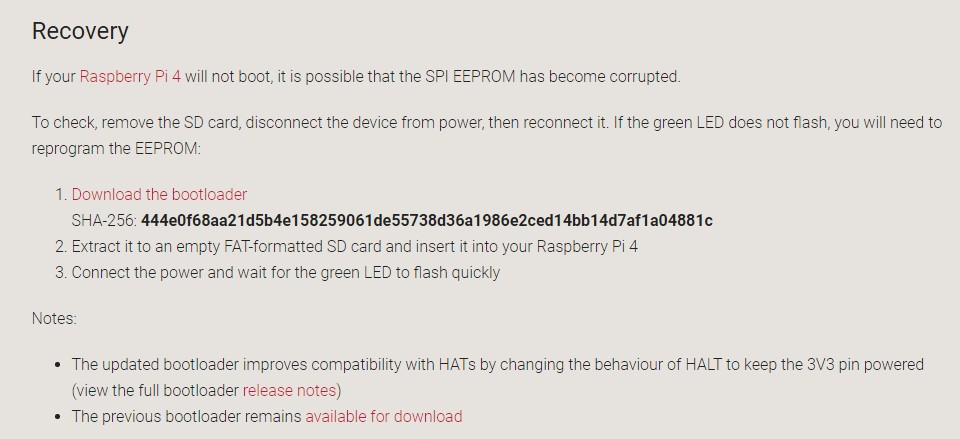 Recovery
If your Raspberry Pi 4 will not boot, it is possible that the SPI EEPROM has become corrupted.
To check, remove the SD card, disconnect the device from power, then reconnect it. If the green LED does not flash, you will need to
reprogram the EEPROM:
1. Download the bootloader
SHA-256: 444e0f68aa21d5b4e158259061de55738d36a1986e2ced14bb14d7af1a04881c
2. Extract it to an empty FAT-formatted SD card and insert it into your Raspberry Pi 4
3. Connect the power and wait for the green LED to flash quickly
Notes:
• The updated bootloader improves compatibility with HATs by changing the behaviour of HALT to keep the 3V3 pin powered
(view the full bootloader release notes)
• The previous bootloader remains available for download